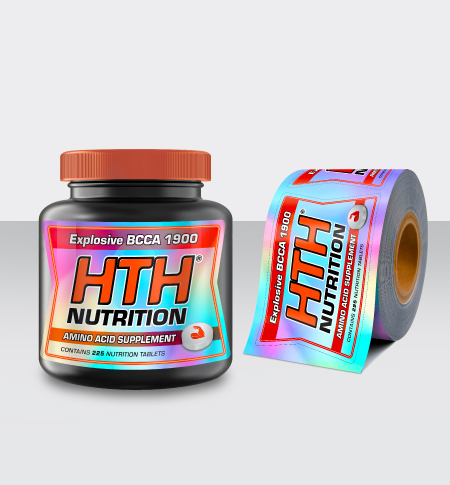 Explosive BCCA 1900
HTH®
NUTRITION
AMINO ACID SUPPLEMENT
CONTAINS 225 NUTRITION TABLETS
Explosive BCCA 1900
HTH®
NUTRITION
AMINO ACID SUPPLEMENT
CONTAINS 225 NUTRITION TABLETS